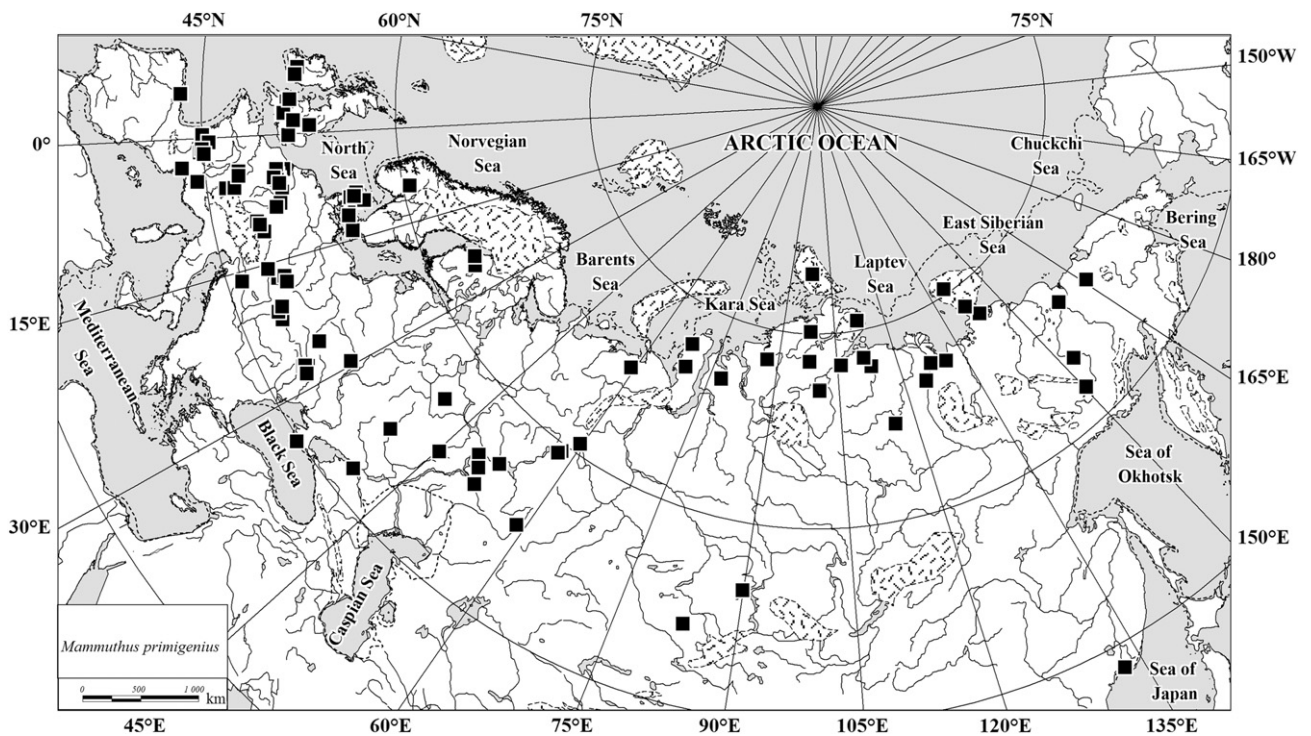 45°N
60°N
75°N
75°N
150°W
165°W
180°
165°E
150°E
0°
15°E
30°E
North
Sea
Norvegian
Sea
ARCTIC OCEAN
Chuckchi
Sea
East Siberian
Sea
Bering
Sea
Barents
Sea
Kara Sea
Laptev
Sea
Mediterranean
Sea
Black Sea
Caspian Sea
Sea of
Okhotsk
Sea of
Japan
Mammuthus primigenius
0 500 1 000
km
45°E
60°E
75°E
90°E
105°E
120°E
135°E